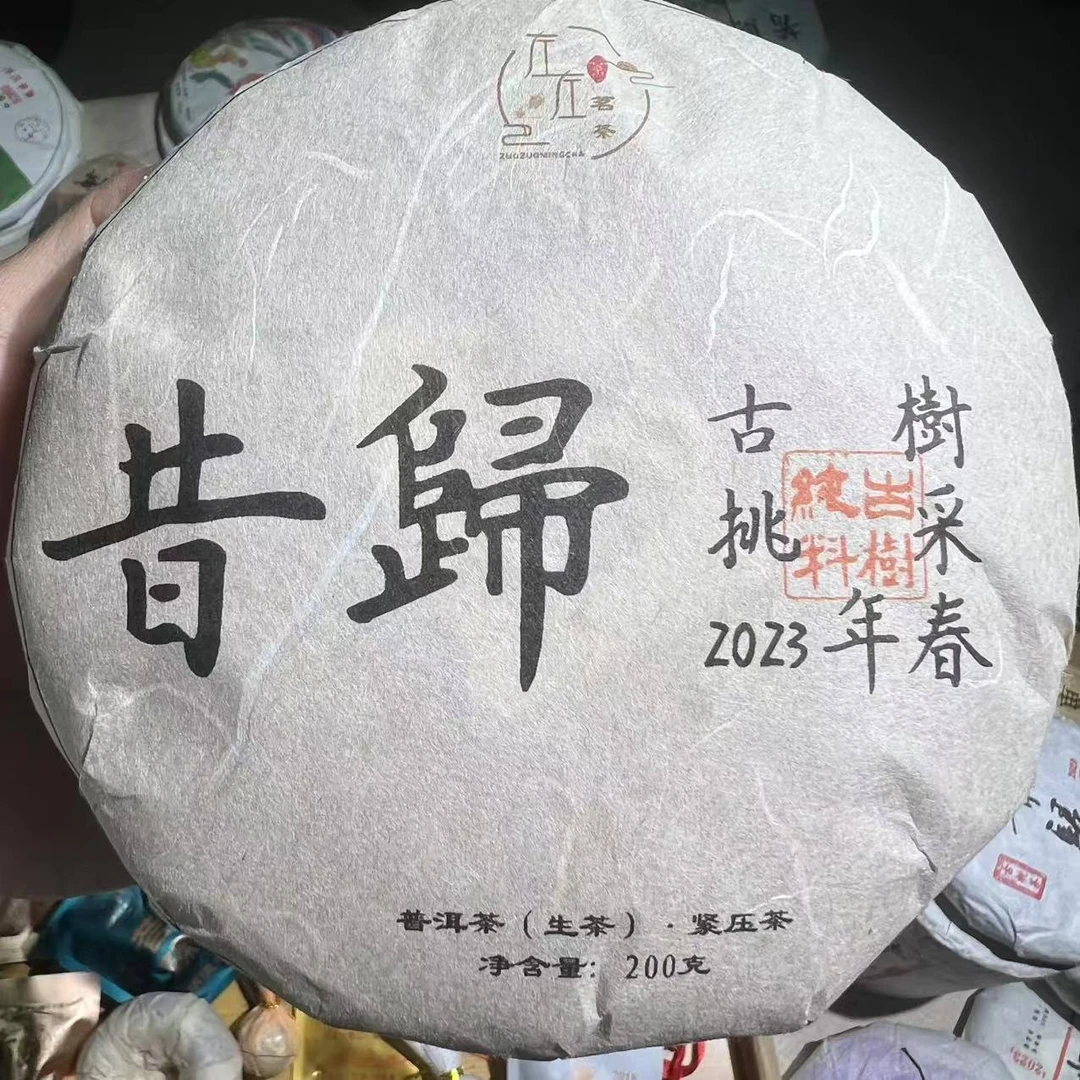 左左茗茶
ZUOZUOMINGCHA
昔歸
古樹
挑采
2023年春
古樹純料
普洱茶（生茶）·紧压茶
净含量：200克